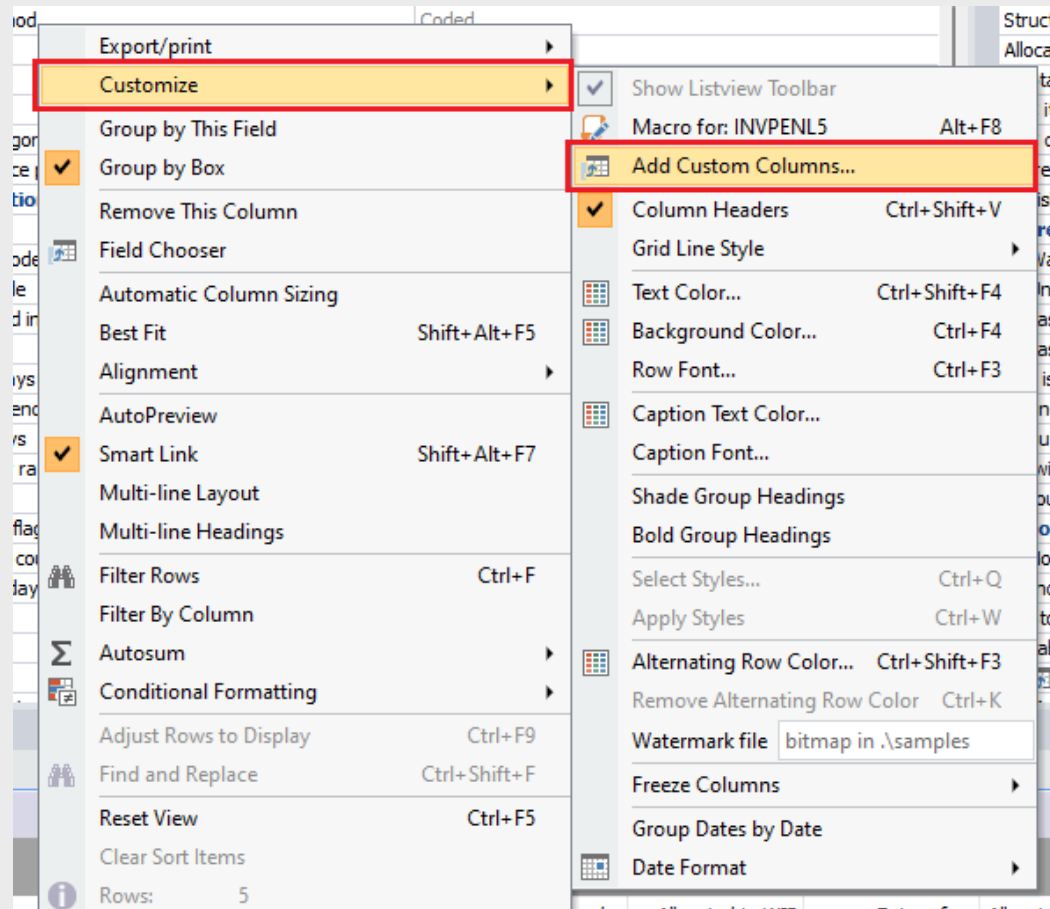 Coded
Export/print
Customize
Group by This Field
Group by Box
Remove This Column
Field Chooser
Automatic Column Sizing
Best Fit Shift+Alt+F5
Alignment
AutoPreview
Smart Link Shift+Alt+F7
Multi-line Layout
Multi-line Headings
Filter Rows Ctrl+F
Filter By Column
Autosum
Conditional Formatting
Adjust Rows to Display Ctrl+F9
Find and Replace Ctrl+Shift+F
Reset View Ctrl+F5
Clear Sort Items
Rows: 5
Show Listview Toolbar
Macro for: INVPENL5 Alt+F8
Add Custom Columns...
Column Headers Ctrl+Shift+V
Grid Line Style
Text Color... Ctrl+Shift+F4
Background Color... Ctrl+F4
Row Font... Ctrl+F3
Caption Text Color...
Caption Font...
Shade Group Headings
Bold Group Headings
Select Styles... Ctrl+Q
Apply Styles Ctrl+W
Alternating Row Color... Ctrl+Shift+F3
Remove Alternating Row Color Ctrl+K
Watermark file bitmap in .\samples
Freeze Columns
Group Dates by Date
Date Format